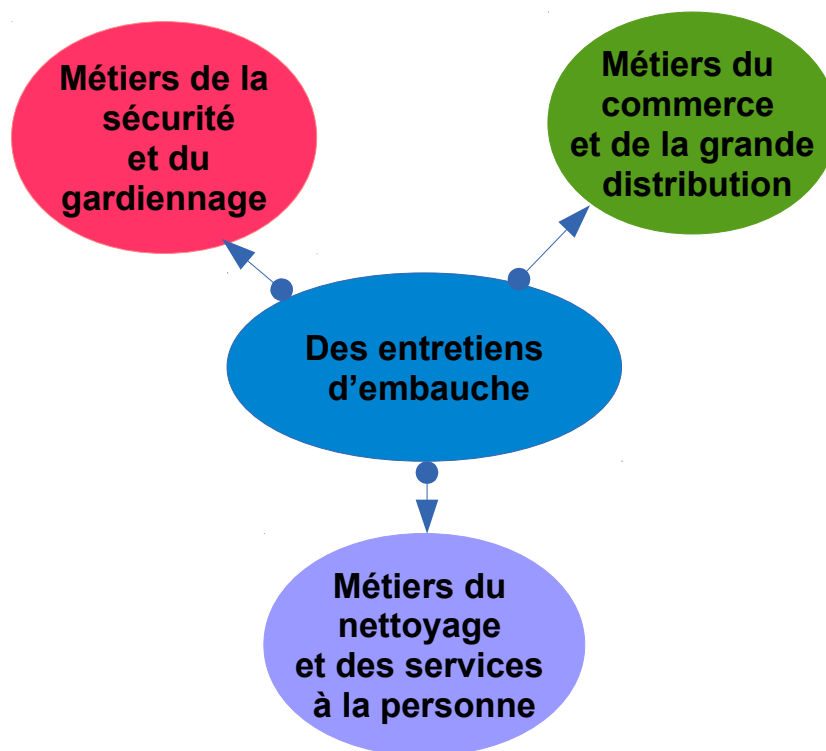 Métiers de la
sécurité
et du
gardiennage
Métiers du
commerce
et de la grande
distribution
Des entretiens
d’embauche
Métiers du
nettoyage
et des services
à la personne